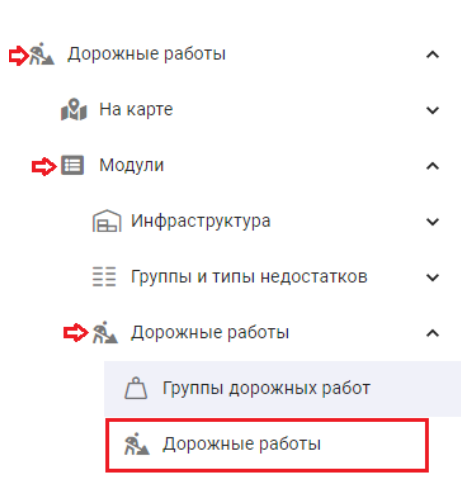 Дорожные работы
На карте
Модули
Инфраструктура
Группы и типы недостатков
Дорожные работы
Группы дорожных работ
Дорожные работы